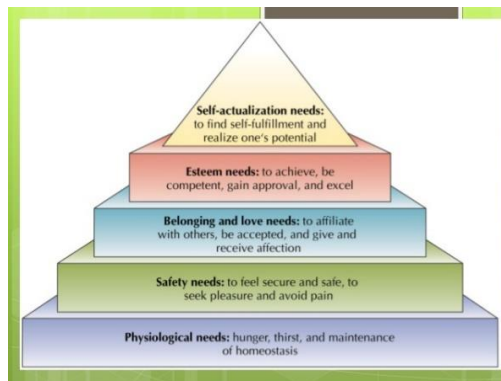 Self-actualization needs:
to find self-fulfillment and
realize one's potential
Esteem needs: to achieve, be
competent, gain approval, and excel
Belonging and love needs: to affiliate
with others, be accepted, and give and
receive affection
Safety needs: to feel secure and safe, to
seek pleasure and avoid pain
Physiological needs: hunger, thirst, and maintenance
of homeostasis